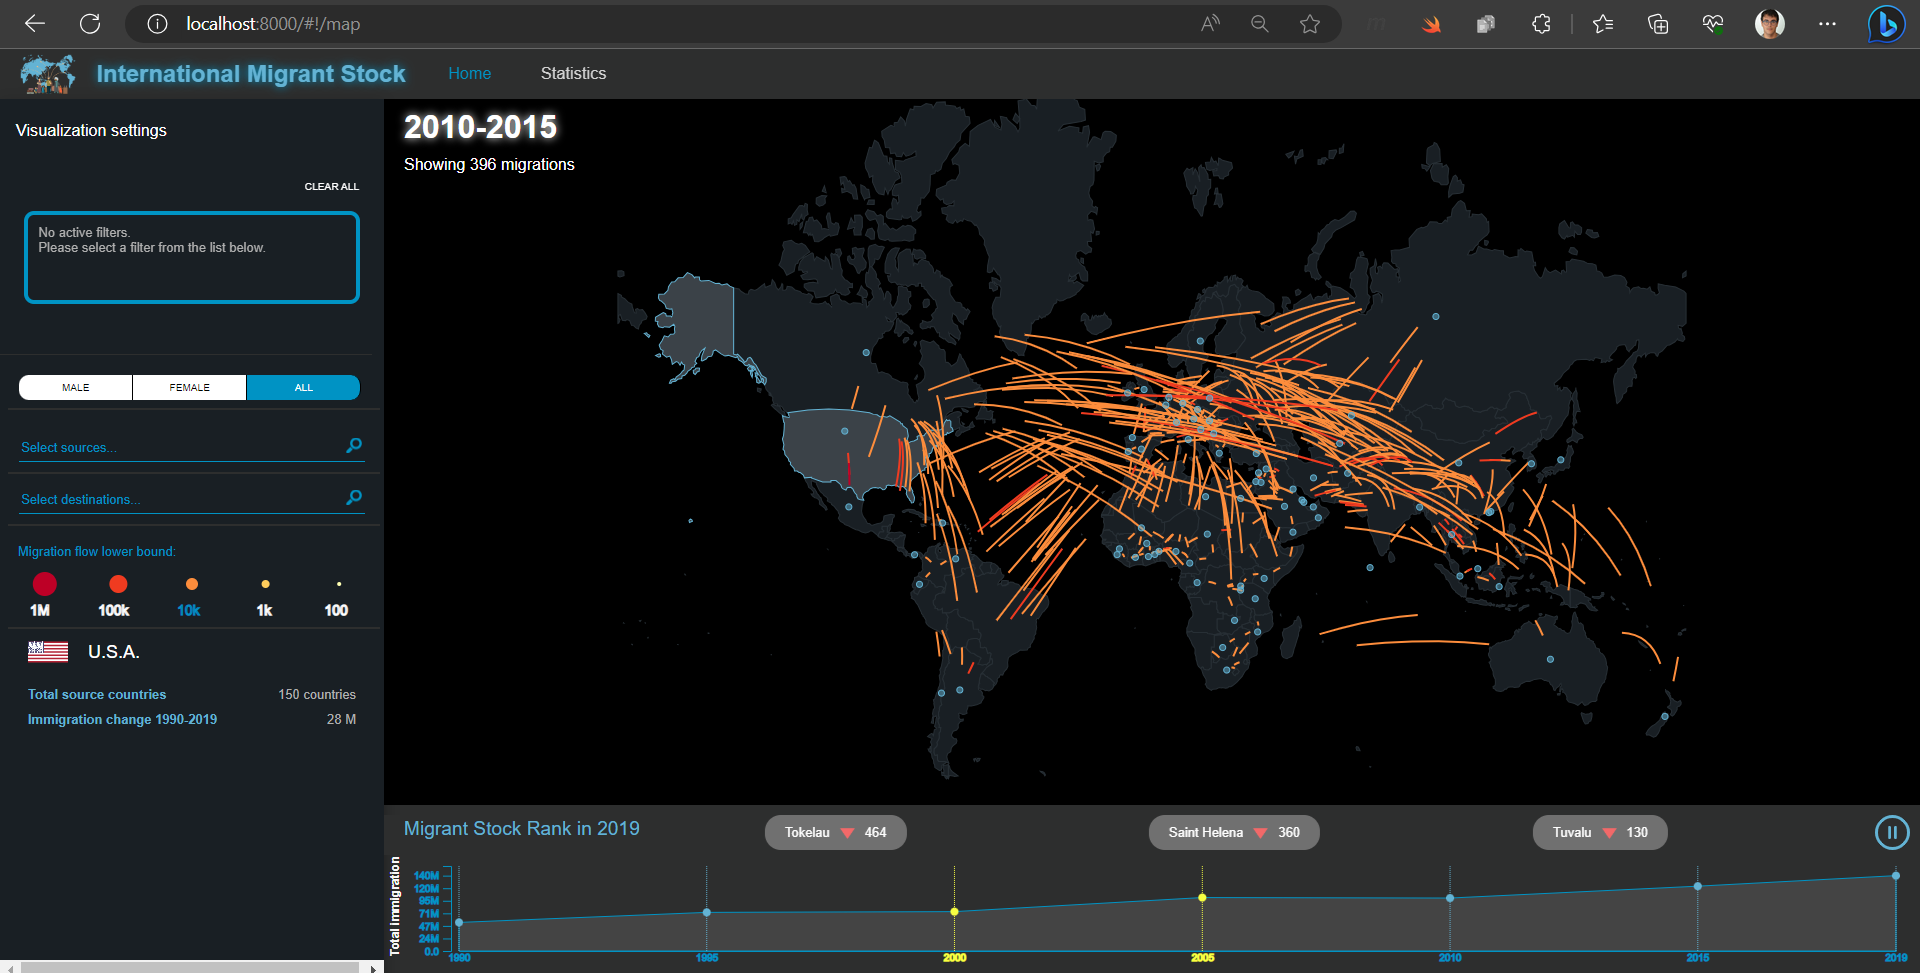 localhost:8000/#!/map
International Migrant Stock
Home
Statistics
Visualization settings
CLEAR ALL
No active filters.
Please select a filter from the list below.
MALE
FEMALE
ALL
Select sources...
Select destinations...
Migration flow lower bound:
1M
100k
10k
1k
100
U.S.A.
Total source countries
150 countries
Immigration change 1990-2019
28 M
2010-2015
Showing 396 migrations
Migrant Stock Rank in 2019
Tokelau
464
Saint Helena
360
Tuvalu
130
Total Immigration
140M
120M
95M
71M
47M
24M
0.0
1990
1995
2000
2005
2010
2015
2019